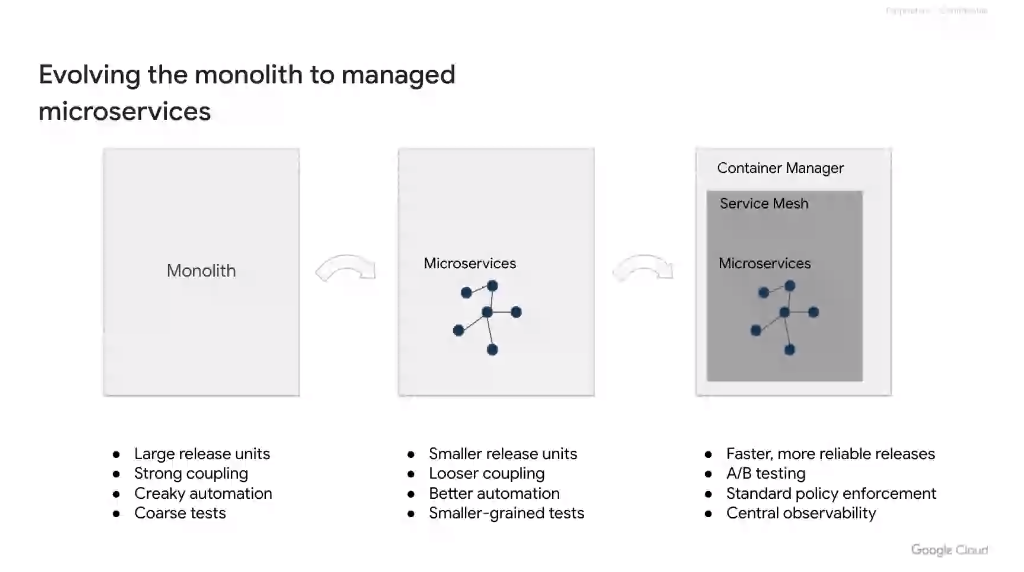 Evolving the monolith to managed
microservices
Monolith
Microservices
Container Manager
Service Mesh
Microservices
● Large release units
● Strong coupling
● Creaky automation
● Coarse tests
● Smaller release units
● Looser coupling
● Better automation
● Smaller-grained tests
● Faster, more reliable releases
● A/B testing
● Standard policy enforcement
● Central observability
Google Cloud